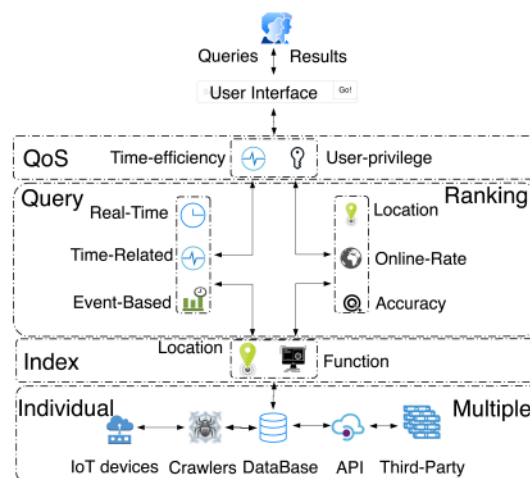 Queries Results
User Interface Go!
QoS Time-efficiency User-privilege
Query Ranking
Real-Time Location
Time-Related Online-Rate
Event-Based Accuracy
Location
Index Function
Individual Multiple
IoT devices Crawlers DataBase API Third-Party